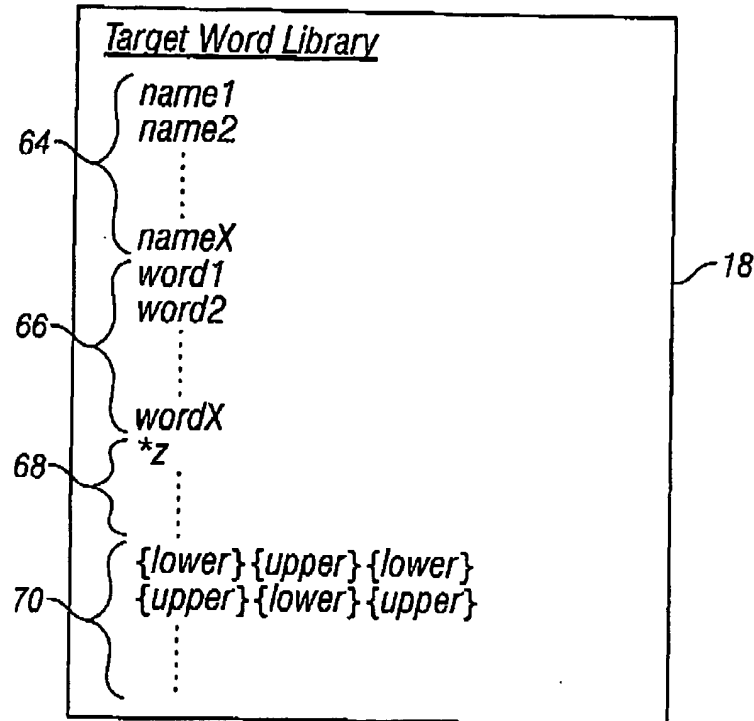 Target Word Library
name1
name2
64
nameX
word1
18
word2
66
wordX
*z
68
{lower}{upper}{lower}
{upper}{lower}{upper}
70